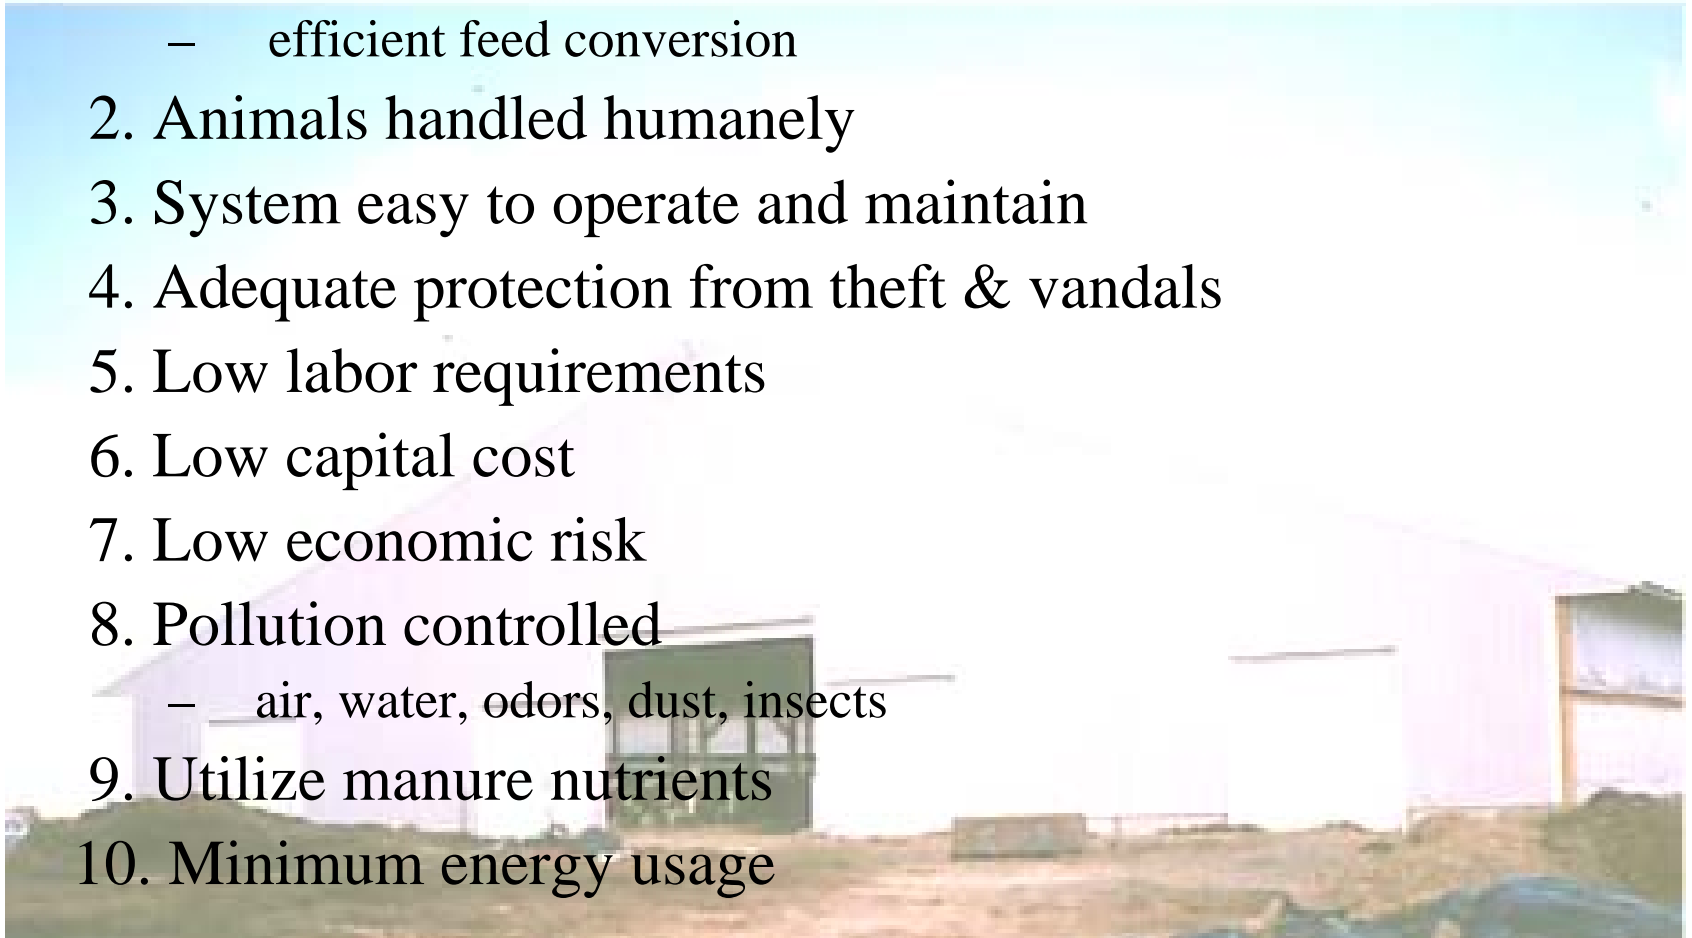 – efficient feed conversion
2. Animals handled humanely
3. System easy to operate and maintain
4. Adequate protection from theft & vandals
5. Low labor requirements
6. Low capital cost
7. Low economic risk
8. Pollution controlled
– air, water, odors, dust, insects
9. Utilize manure nutrients
10. Minimum energy usage